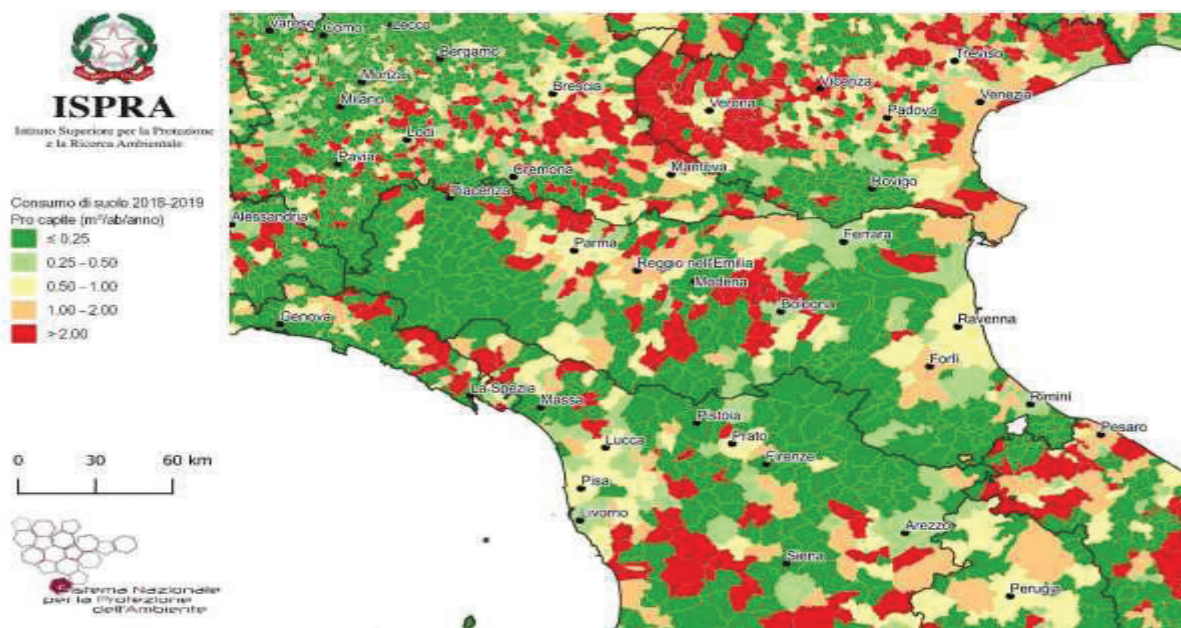 ISPRA
Istituto Superiore per la Protezione
e la Ricerca Ambientale
Consumo di suolo 2018-2019
Pro capite (m²/ab/anno)
≤ 0.25
0.25 - 0.50
0.50 - 1.00
1.00 - 2.00
> 2.00
0 30 60 km
Sistema Nazionale
per la Protezione
dell'Ambiente
Varese
Como
Lecco
Bergamo
Monza
Milano
Brescia
Lodi
Pavia
Cremona
Piacenza
Mantova
Verona
Vicenza
Treviso
Padova
Venezia
Rovigo
Alessandria
Parma
Reggio nell'Emilia
Modena
Bologna
Ferrara
Genova
Ravenna
Forlì
Rimini
La Spezia
Massa
Pistoia
Lucca
Prato
Firenze
Pesaro
Pisa
Livorno
Arezzo
Siena
Perugia